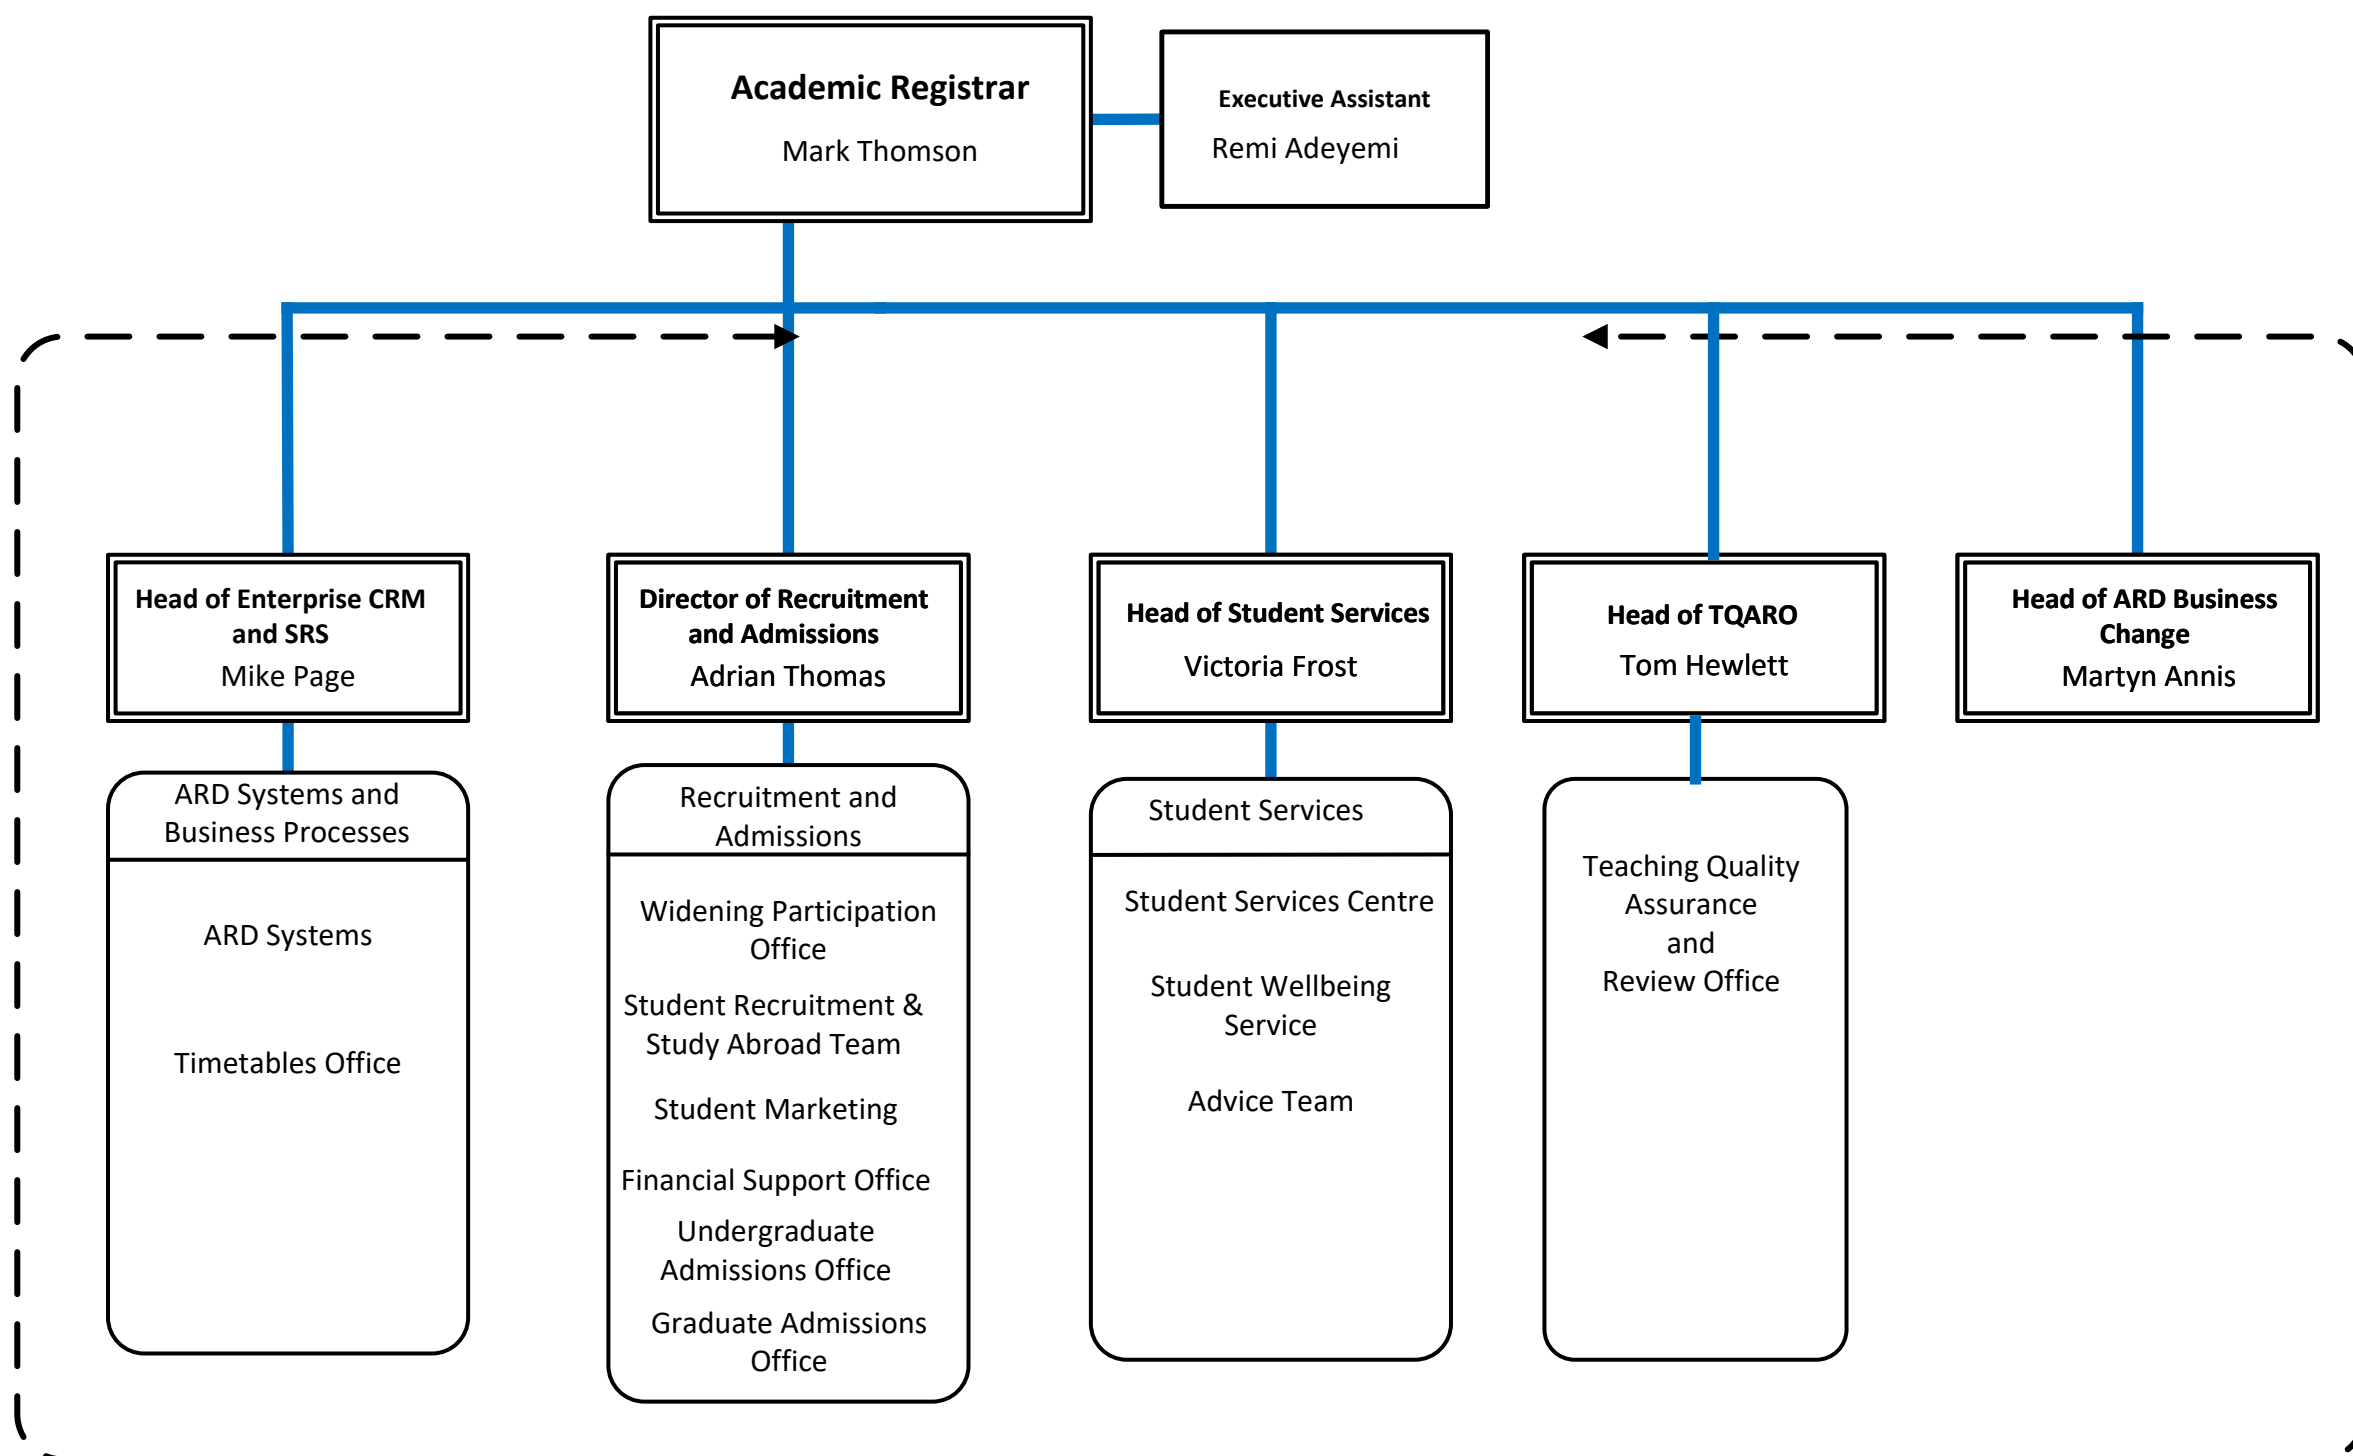 Academic Registrar
Mark Thomson
Executive Assistant
Remi Adeyemi
Head of Enterprise CRM
and SRS
Mike Page
Director of Recruitment
and Admissions
Adrian Thomas
Head of Student Services
Victoria Frost
Head of TQARO
Tom Hewlett
Head of ARD Business
Change
Martyn Annis
ARD Systems and
Business Processes
ARD Systems
Timetables Office
Recruitment and
Admissions
Widening Participation
Office
Student Recruitment &
Study Abroad Team
Student Marketing
Financial Support Office
Undergraduate
Admissions Office
Graduate Admissions
Office
Student Services
Student Services Centre
Student Wellbeing
Service
Advice Team
Teaching Quality
Assurance
and
Review Office